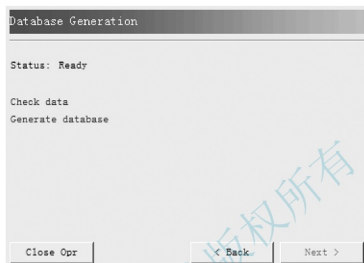 Database Generation
Status: Ready
Check data
Generate database
版权所有
Close Opr
< Back
Next >